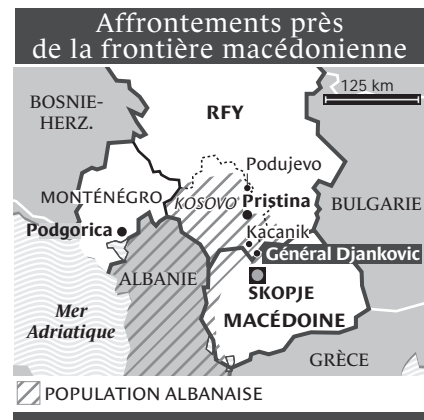 Affrontements près
de la frontière macédonienne
125 km
BOSNIE-
HERZ.
RFY
Podujevo
MONTÉNÉGRO
KOSOVO
Pristina
BULGARIE
Podgorica
Kacanik
Général Djankovic
ALBANIE
SKOPJE
Mer
Adriatique
MACÉDOINE
GRÈCE
POPULATION ALBANAISE